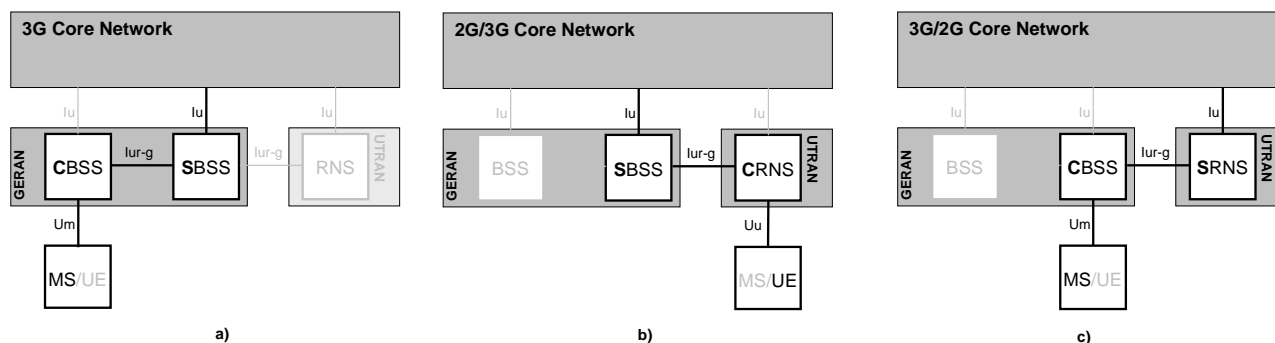 3G Core Network
Iu
Iu
Iu
GERAN
CBSS
Iur-g
SBSS
Iur-g
RNS
UTRAN
Um
MS/UE
a)
2G/3G Core Network
Iu
Iu
Iu
GERAN
BSS
SBSS
Iur-g
CRNS
UTRAN
Uu
MS/UE
b)
3G/2G Core Network
Iu
Iu
Iu
GERAN
BSS
CBSS
Iur-g
SRNS
UTRAN
Um
MS/UE
c)